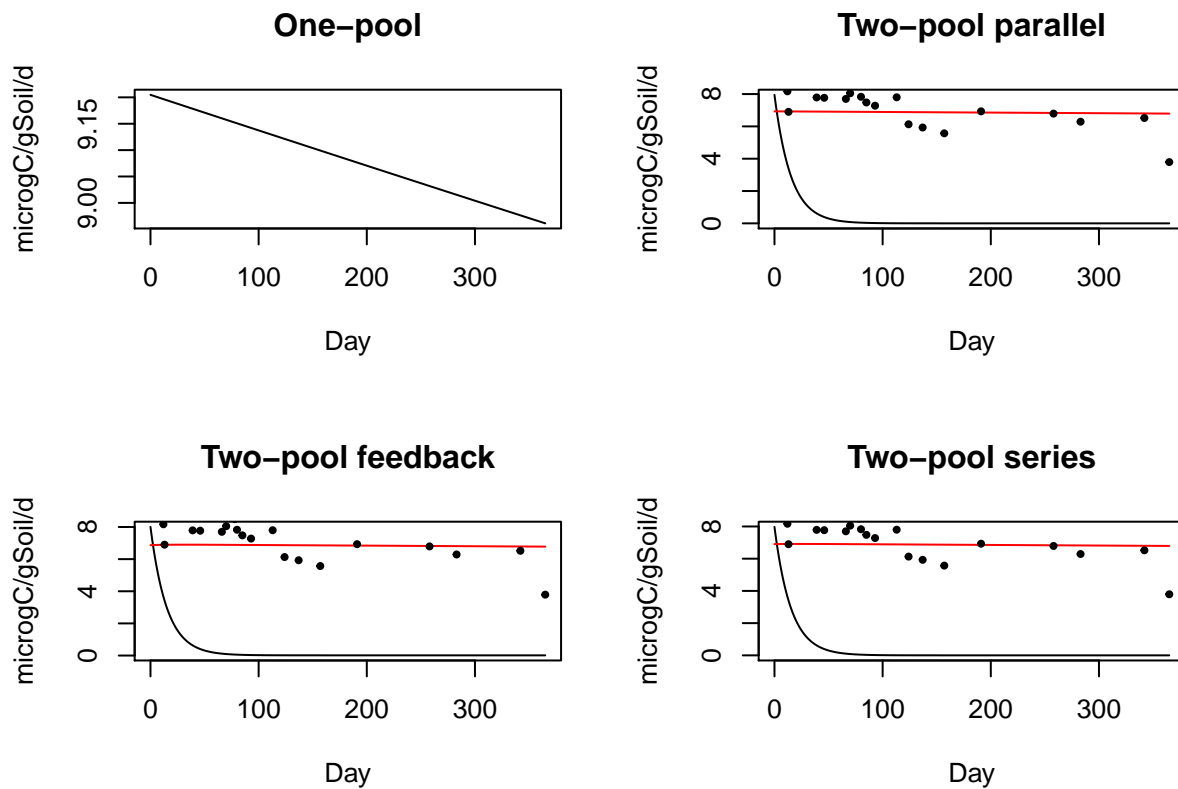 One−pool
microgC/gSoil/d
9.15
9.00
0 100 200 300
Day
Two−pool parallel
microgC/gSoil/d
8
4
0
0 100 200 300
Day
Two−pool feedback
microgC/gSoil/d
8
4
0
0 100 200 300
Day
Two−pool series
microgC/gSoil/d
8
4
0
0 100 200 300
Day